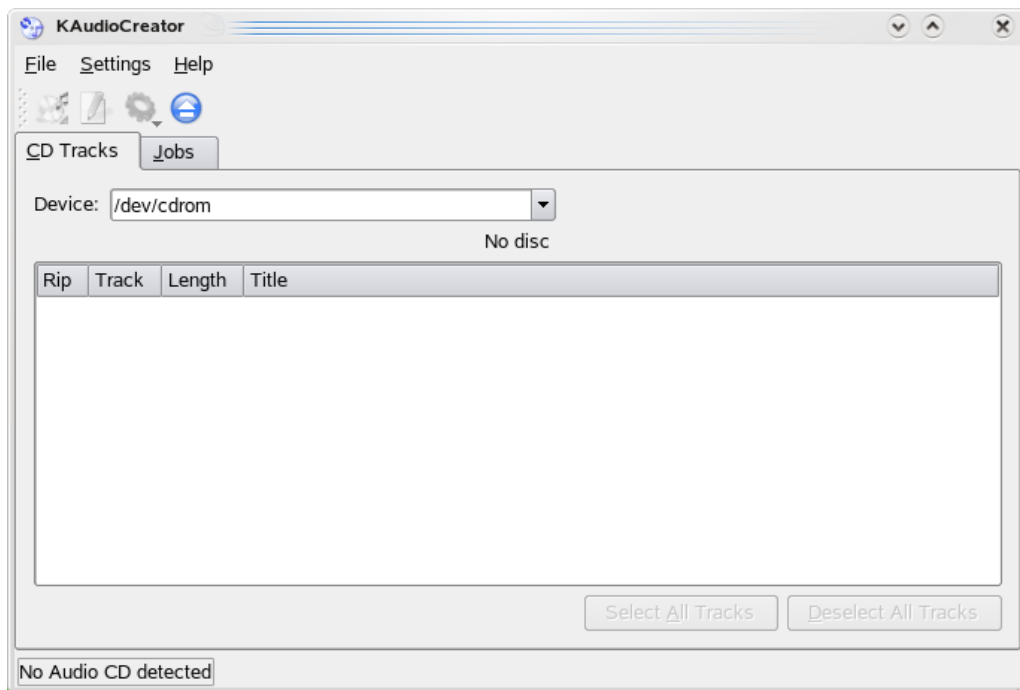 KAudioCreator
File Settings Help
CD Tracks Jobs
Device: /dev/cdrom
No disc
Rip Track Length Title
Select All Tracks Deselect All Tracks
No Audio CD detected